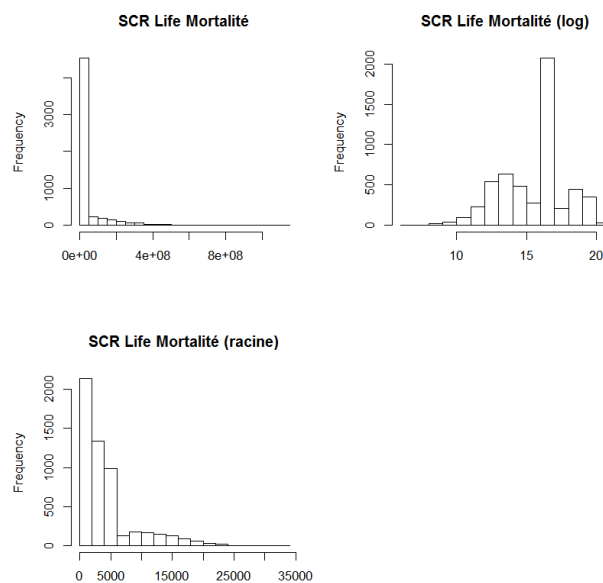 SCR Life Mortalité
Frequency
0 1000 3000
0e+00 4e+08 8e+08
SCR Life Mortalité (log)
Frequency
0 500 1000 1500 2000
10 15 20
SCR Life Mortalité (racine)
Frequency
0 500 1000 1500 2000
0 5000 15000 25000 35000